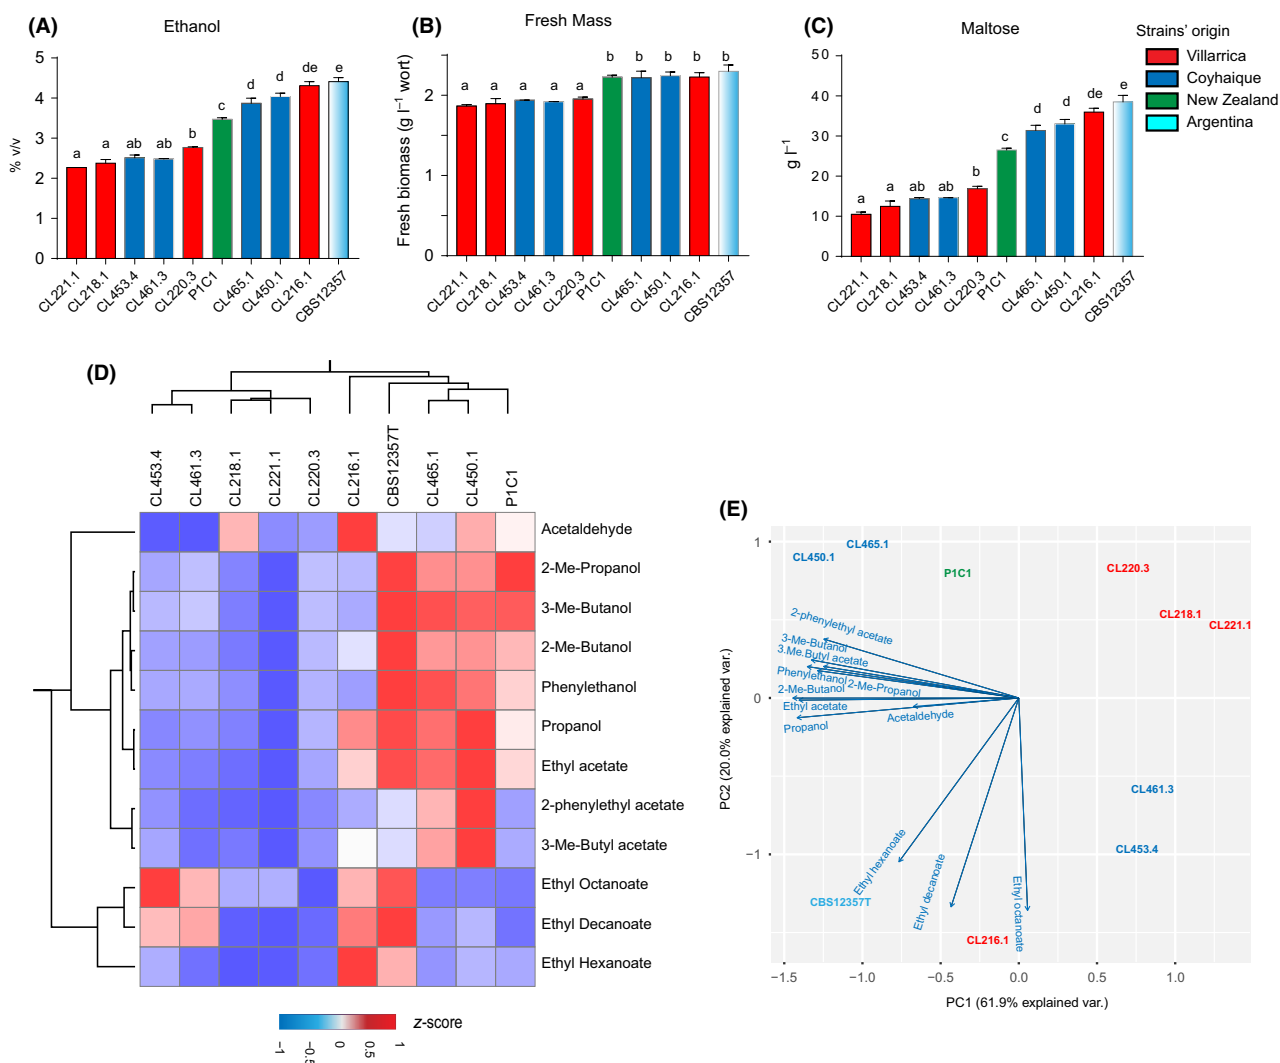 (A)
Ethanol
% v/v
5
4
3
2
1
0
a
a
ab
ab
b
c
d
d
de
e
CL221.1
CL218.1
CL453.4
CL461.3
CL220.3
P1C1
CL465.1
CL450.1
CL216.1
CBS12357
(B)
Fresh Mass
Fresh biomass (g l⁻¹ wort)
2
1
0
a
a
a
a
a
b
b
b
b
b
CL221.1
CL218.1
CL453.4
CL461.3
CL220.3
P1C1
CL465.1
CL450.1
CL216.1
CBS12357
(C)
Maltose
g l⁻¹
50
40
30
20
10
0
a
a
ab
ab
b
c
d
d
de
e
CL221.1
CL218.1
CL453.4
CL461.3
CL220.3
P1C1
CL465.1
CL450.1
CL216.1
CBS12357
Strains' origin
Villarrica
Coyhaique
New Zealand
Argentina
(D)
CL453.4
CL461.3
CL218.1
CL221.1
CL220.3
CL216.1
CBS12357T
CL465.1
CL450.1
P1C1
Acetaldehyde
2-Me-Propanol
3-Me-Butanol
2-Me-Butanol
Phenylethanol
Propanol
Ethyl acetate
2-phenylethyl acetate
3-Me-Butyl acetate
Ethyl Octanoate
Ethyl Decanoate
Ethyl Hexanoate
z-score
−1
−0.5
0
0.5
1
(E)
PC2 (20.0% explained var.)
1
0
−1
CL465.1
CL450.1
P1C1
CL220.3
CL218.1
CL221.1
2-phenylethyl acetate
3-Me-Butanol
3.Me.Butyl acetate
Phenylethanol
2-Me-Propanol
2-Me-Butanol
Ethyl acetate
Acetaldehyde
Propanol
CL461.3
CL453.4
Ethyl hexanoate
Ethyl decanoate
Ethyl octanoate
CBS12357T
CL216.1
−1.5
−1.0
−0.5
0.0
0.5
1.0
PC1 (61.9% explained var.)